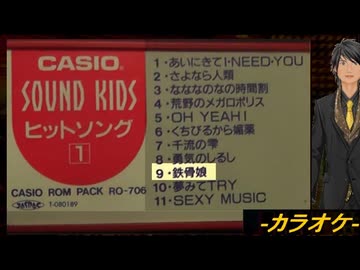 CASIO
SOUND KIDS
ヒットソング
1
CASIO ROM PACK RO-706
T-080189
1・あいにきてI・NEED・YOU
2・さよなら人類
3・なななのなの時間割
4・荒野のメガロポリス
5・OH YEAH!
6・くちびるから媚薬
7・千流の雫
8・勇気のしるし
9・鉄骨娘
10・夢みてTRY
11・SEXY MUSIC
-カラオケ-